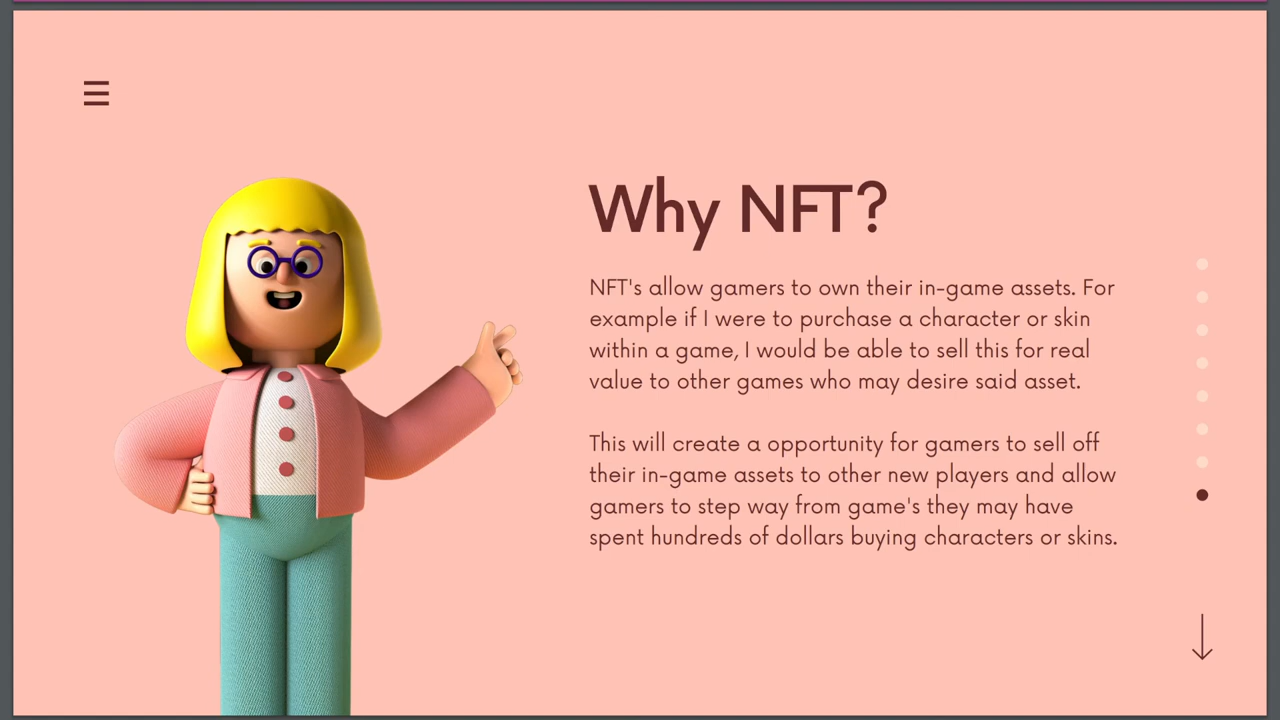 Why NFT?
NFT's allow gamers to own their in-game assets. For
example if I were to purchase a character or skin
within a game, I would be able to sell this for real
value to other games who may desire said asset.
This will create a opportunity for gamers to sell off
their in-game assets to other new players and allow
gamers to step way from game's they may have
spent hundreds of dollars buying characters or skins.